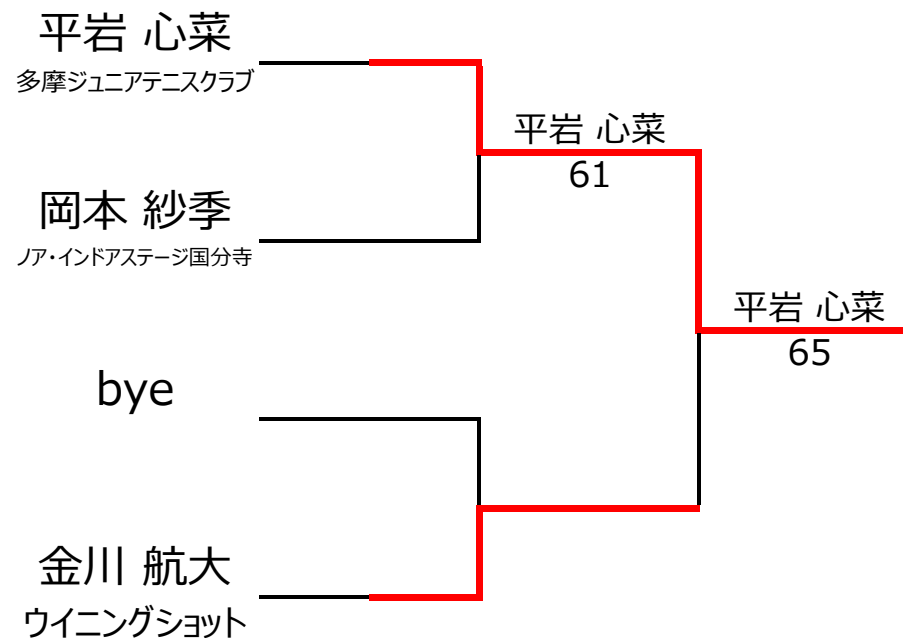 平岩 心菜
多摩ジュニアテニスクラブ
平岩 心菜
61
岡本 紗季
ノア・インドアステージ国分寺
平岩 心菜
65
bye
金川 航大
ウイニングショット